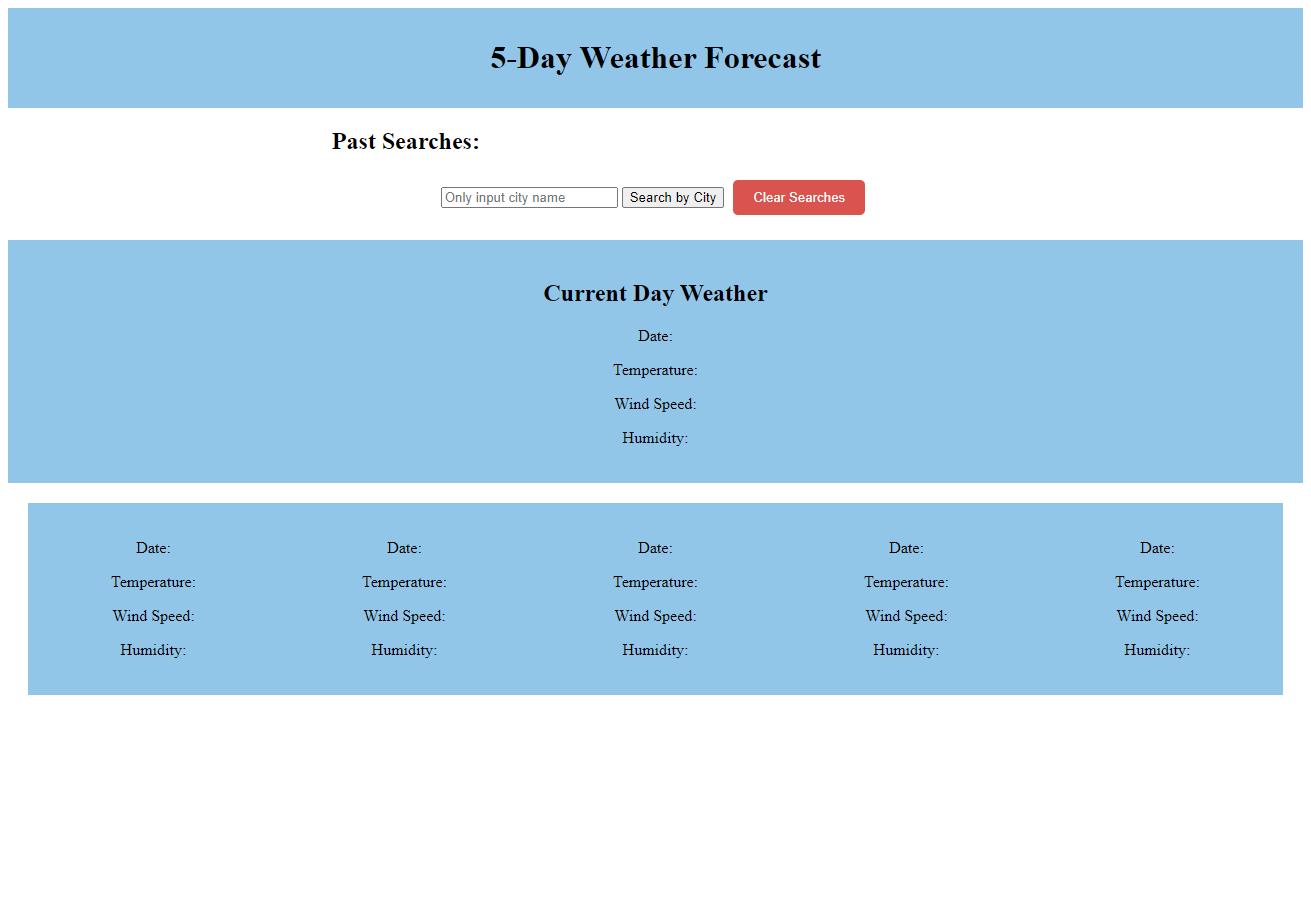 5-Day Weather Forecast
Past Searches:
Only input city name Search by City Clear Searches
Current Day Weather
Date:
Temperature:
Wind Speed:
Humidity:
Date: Date: Date: Date: Date:
Temperature: Temperature: Temperature: Temperature: Temperature:
Wind Speed: Wind Speed: Wind Speed: Wind Speed: Wind Speed:
Humidity: Humidity: Humidity: Humidity: Humidity: